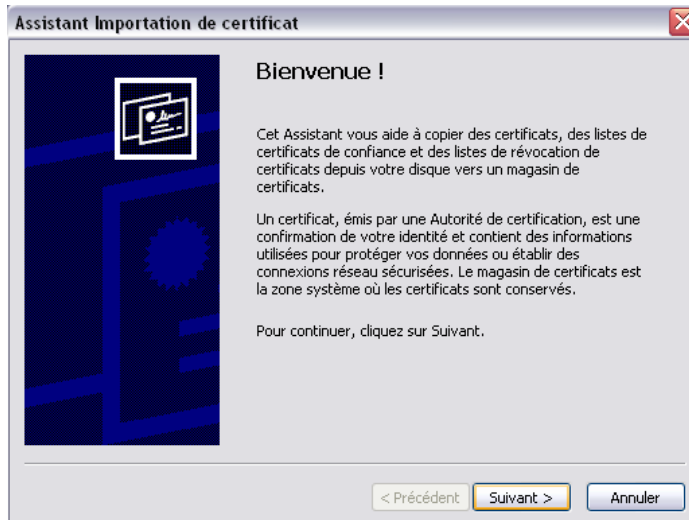 Assistant Importation de certificat
Bienvenue !
Cet Assistant vous aide à copier des certificats, des listes de
certificats de confiance et des listes de révocation de
certificats depuis votre disque vers un magasin de
certificats.
Un certificat, émis par une Autorité de certification, est une
confirmation de votre identité et contient des informations
utilisées pour protéger vos données ou établir des
connexions réseau sécurisées. Le magasin de certificats est
la zone système où les certificats sont conservés.
Pour continuer, cliquez sur Suivant.
< Précédent Suivant > Annuler